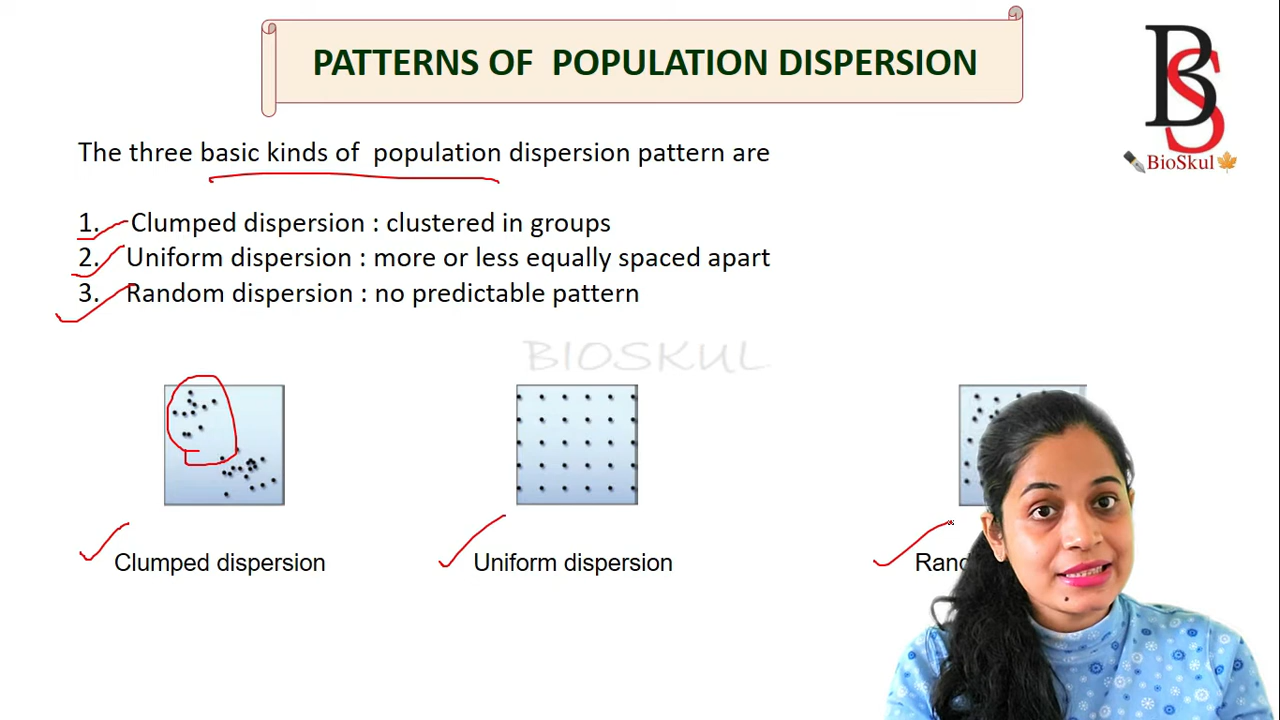 PATTERNS OF POPULATION DISPERSION
BS
BioSkul
The three basic kinds of population dispersion pattern are
1. Clumped dispersion : clustered in groups
2. Uniform dispersion : more or less equally spaced apart
3. Random dispersion : no predictable pattern
BIOSKUL
Clumped dispersion
Uniform dispersion